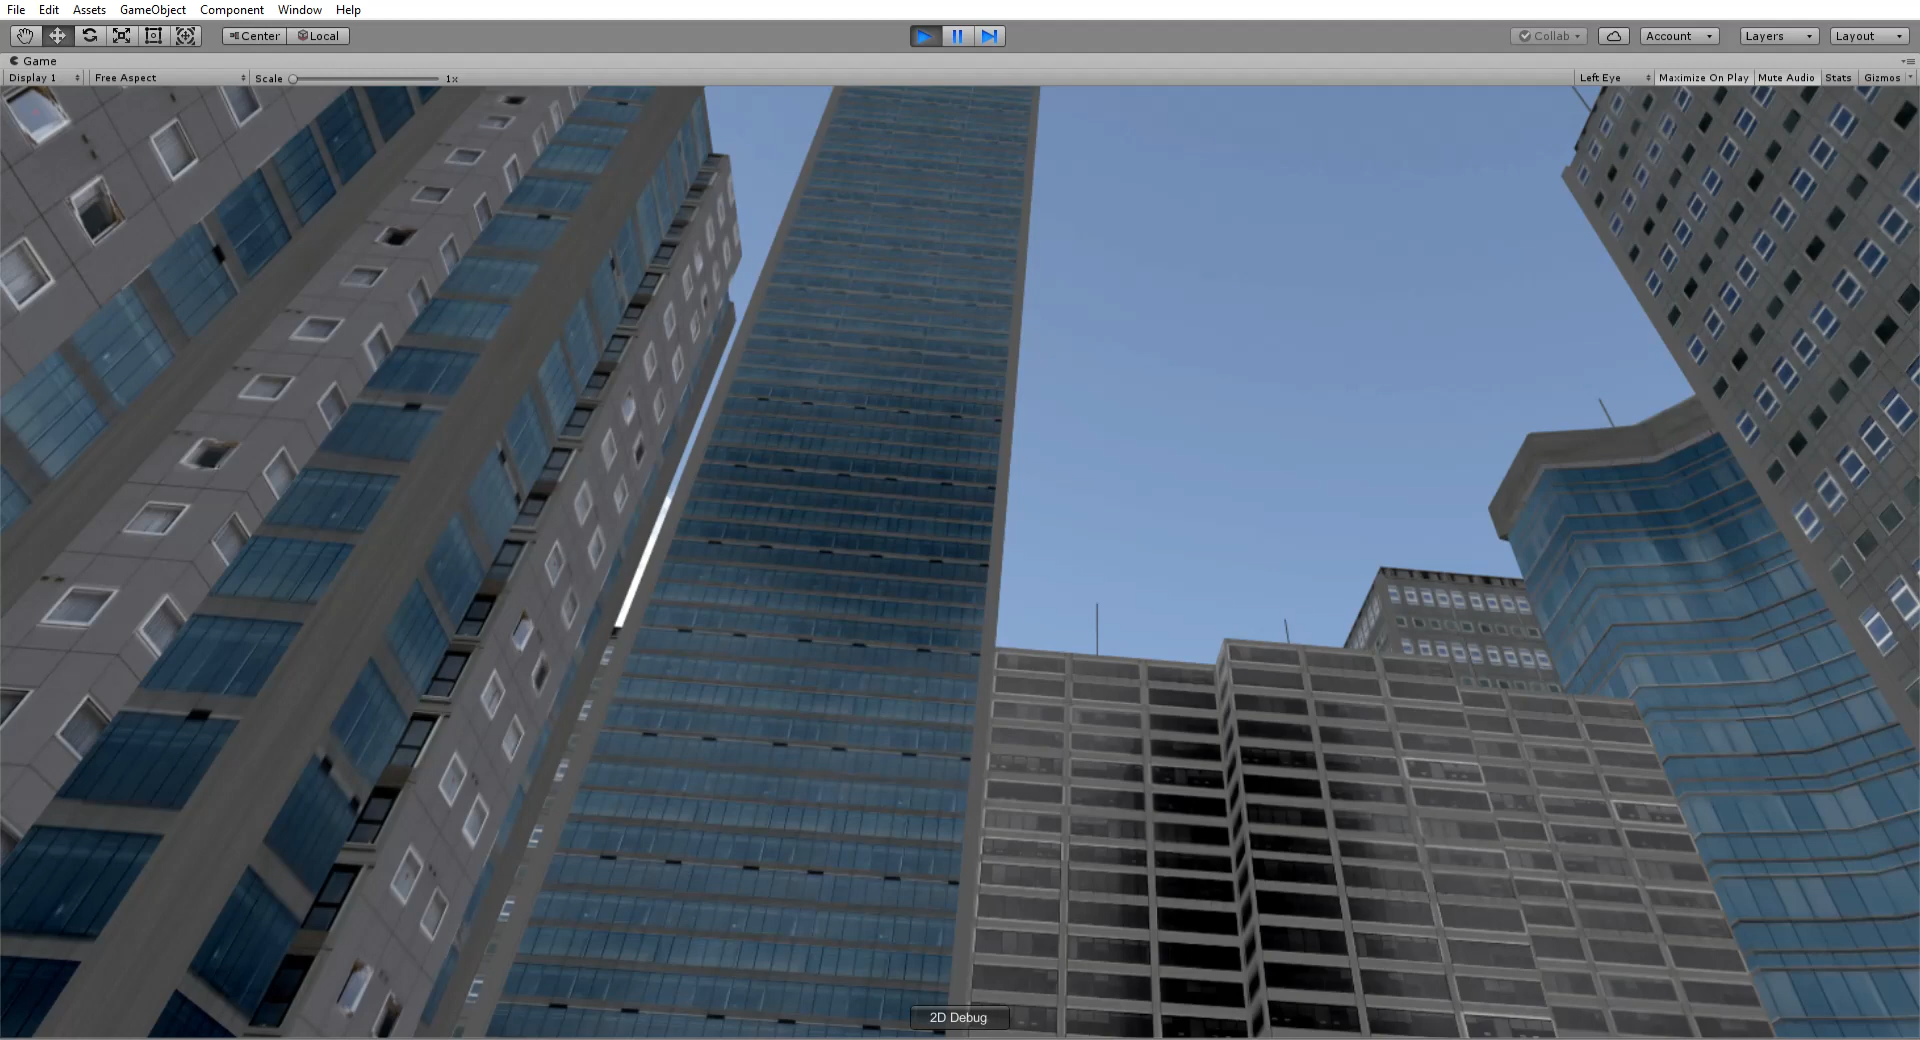 File Edit Assets GameObject Component Window Help
Center Local Collab Account Layers Layout
Game
Display 1 Free Aspect Scale 1x Left Eye Maximize On Play Mute Audio Stats Gizmos
2D Debug